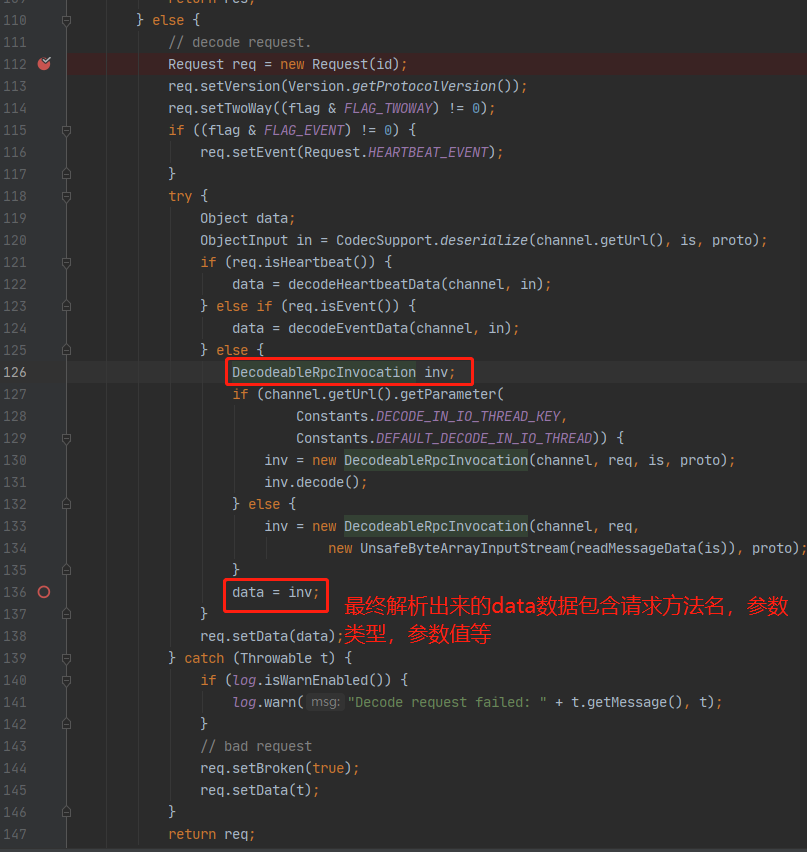 return res;
110 } else {
111 // decode request.
112 Request req = new Request(id);
113 req.setVersion(Version.getProtocolVersion());
114 req.setTwoWay((flag & FLAG_TWOWAY) != 0);
115 if ((flag & FLAG_EVENT) != 0) {
116 req.setEvent(Request.HEARTBEAT_EVENT);
117 }
118 try {
119 Object data;
120 ObjectInput in = CodecSupport.deserialize(channel.getUrl(), is, proto);
121 if (req.isHeartbeat()) {
122 data = decodeHeartbeatData(channel, in);
123 } else if (req.isEvent()) {
124 data = decodeEventData(channel, in);
125 } else {
126 DecodeableRpcInvocation inv;
127 if (channel.getUrl().getParameter(
128 Constants.DECODE_IN_IO_THREAD_KEY,
129 Constants.DEFAULT_DECODE_IN_IO_THREAD)) {
130 inv = new DecodeableRpcInvocation(channel, req, is, proto);
131 inv.decode();
132 } else {
133 inv = new DecodeableRpcInvocation(channel, req,
134 new UnsafeByteArrayInputStream(readMessageData(is)), proto);
135 }
136 data = inv;
最终解析出来的data数据包含请求方法名，参数
类型，参数值等
137 }
138 req.setData(data);
139 } catch (Throwable t) {
140 if (log.isWarnEnabled()) {
141 log.warn( msg: "Decode request failed: " + t.getMessage(), t);
142 }
143 // bad request
144 req.setBroken(true);
145 req.setData(t);
146 }
147 return req;